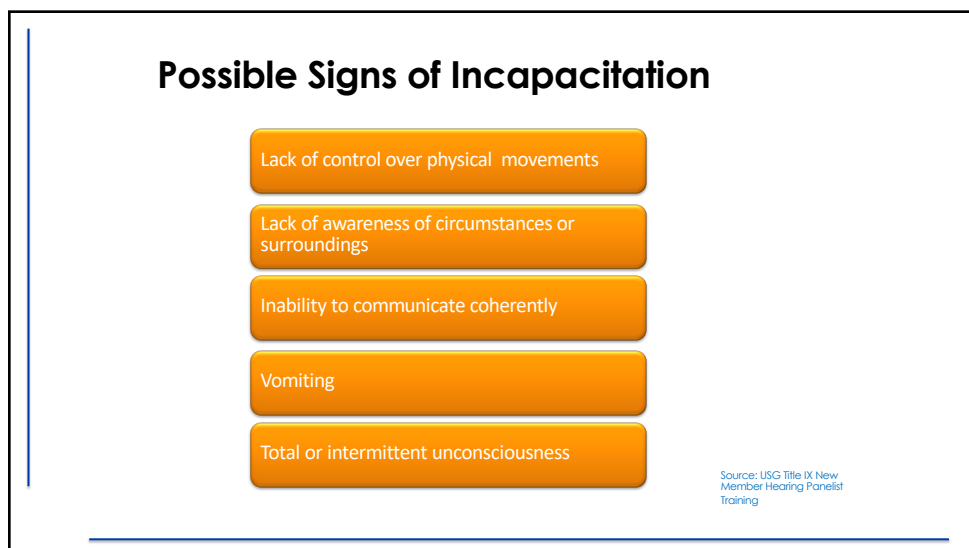 Possible Signs of Incapacitation
Lack of control over physical  movements
Lack of awareness of circumstances or
surroundings
Inability to communicate coherently
Vomiting
Total or intermittent unconsciousness
Source: USG Title IX New
Member Hearing Panelist
Training